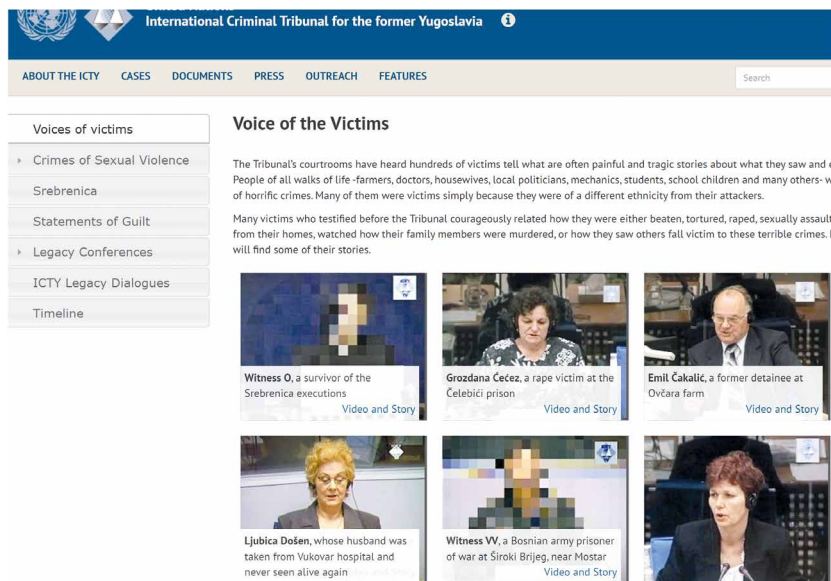 International Criminal Tribunal for the former Yugoslavia
ABOUT THE ICTY CASES DOCUMENTS PRESS OUTREACH FEATURES
Search
Voices of victims
Crimes of Sexual Violence
Srebrenica
Statements of Guilt
Legacy Conferences
ICTY Legacy Dialogues
Timeline
Voice of the Victims
The Tribunal's courtrooms have heard hundreds of victims tell what are often painful and tragic stories about what they saw and
People of all walks of life -farmers, doctors, housewives, local politicians, mechanics, students, school children and many others-
of horrific crimes. Many of them were victims simply because they were of a different ethnicity from their attackers.
Many victims who testified before the Tribunal courageously related how they were either beaten, tortured, raped, sexually assault
from their homes, watched how their family members were murdered, or how they saw others fall victim to these terrible crimes.
will find some of their stories.
Witness O, a survivor of the
Srebrenica executions
Video and Story
Grozdana Ćećez, a rape victim at the
Čelebići prison
Video and Story
Emil Čakalić, a former detainee at
Ovčara farm
Video and Story
Ljubica Došen, whose husband was
taken from Vukovar hospital and
never seen alive again
Video and Story
Witness VV, a Bosnian army prisoner
of war at Široki Brijeg, near Mostar
Video and Story